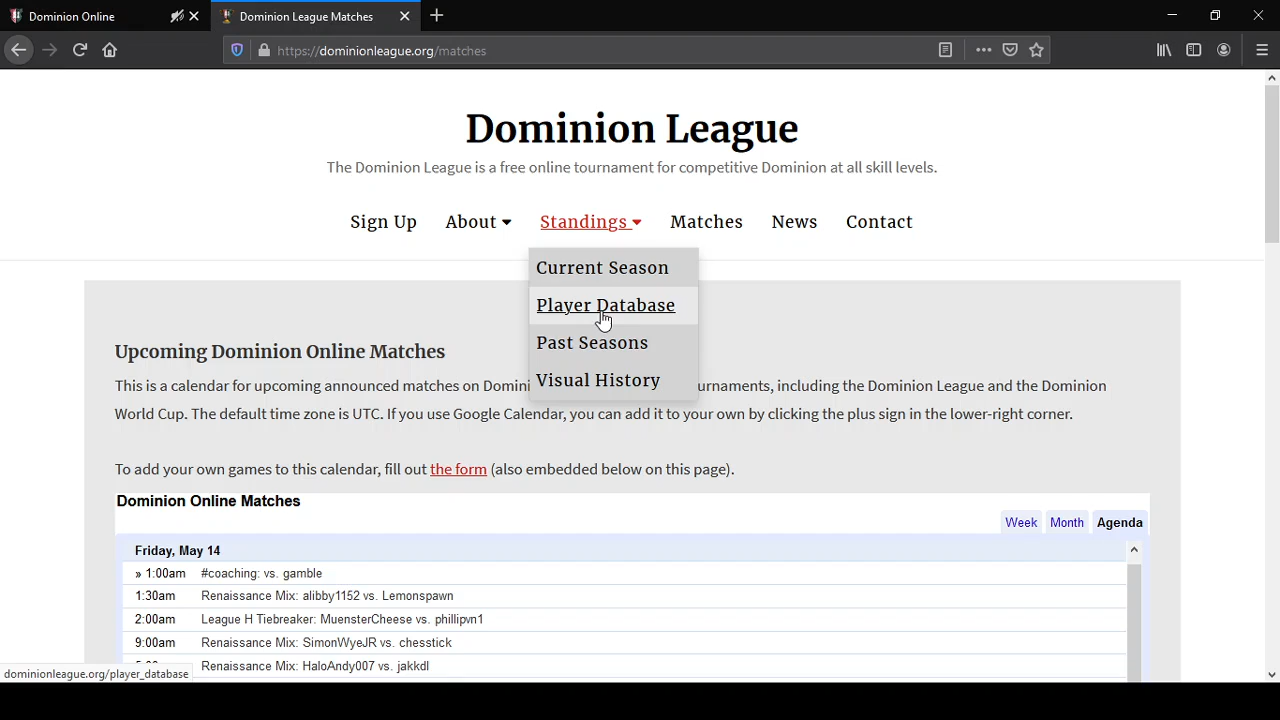 Dominion Online
Dominion League Matches
https://dominionleague.org/matches
Dominion League
The Dominion League is a free online tournament for competitive Dominion at all skill levels.
Sign Up
About
Standings
Matches
News
Contact
Current Season
Player Database
Past Seasons
Visual History
Upcoming Dominion Online Matches
This is a calendar for upcoming announced matches on Domini urnaments, including the Dominion League and the Dominion
World Cup. The default time zone is UTC. If you use Google Calendar, you can add it to your own by clicking the plus sign in the lower-right corner.
To add your own games to this calendar, fill out the form (also embedded below on this page).
Dominion Online Matches
Week
Month
Agenda
Friday, May 14
» 1:00am #coaching: vs. gamble
1:30am Renaissance Mix: alibby1152 vs. Lemonspawn
2:00am League H Tiebreaker: MuensterCheese vs. phillipvn1
9:00am Renaissance Mix: SimonWyeJR vs. chesstick
Renaissance Mix: HaloAndy007 vs. jakkdl
dominionleague.org/player_database